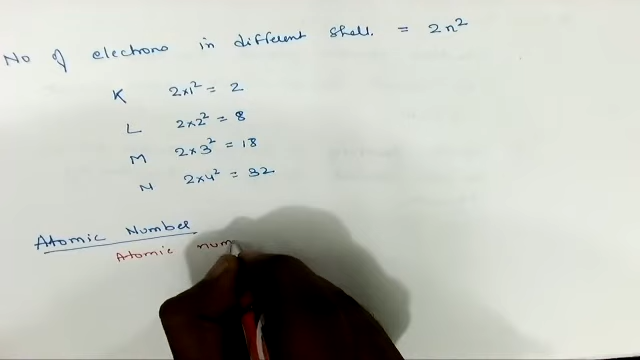 No of electrons in different shell. = 2n²
K 2×1² = 2
L 2×2² = 8
M 2×3² = 18
N 2×4² = 32
Atomic Number
Atomic num